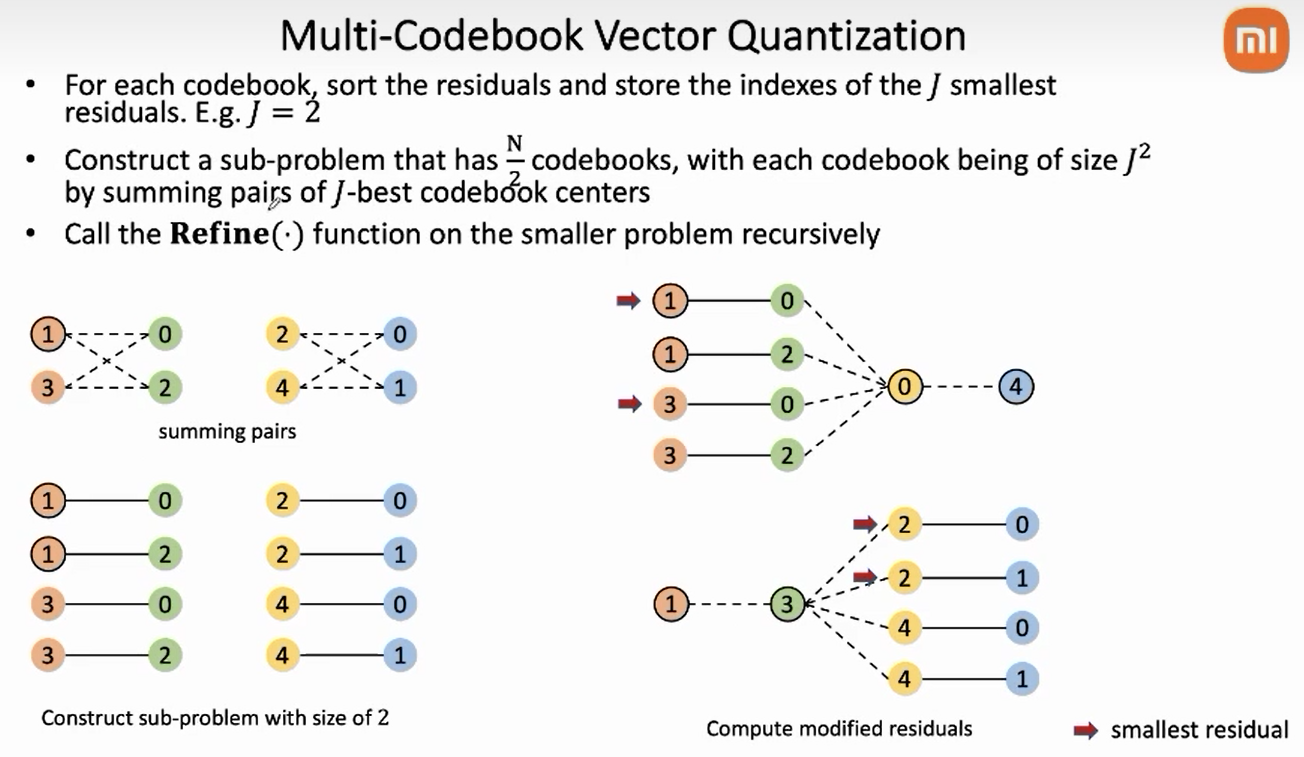 Multi-Codebook Vector Quantization
mi
• For each codebook, sort the residuals and store the indexes of the J smallest
residuals. E.g. J = 2
• Construct a sub-problem that has N/2 codebooks, with each codebook being of size J²
by summing pairs of J-best codebook centers
• Call the Refine(·) function on the smaller problem recursively
1 0 2 0
3 2 4 1
summing pairs
1 0 2 0
1 2 2 1
3 0 4 0
3 2 4 1
Construct sub-problem with size of 2
1 0
1 2
0 4
3 0
3 2
2 0
2 1
1 3
4 0
4 1
Compute modified residuals
smallest residual